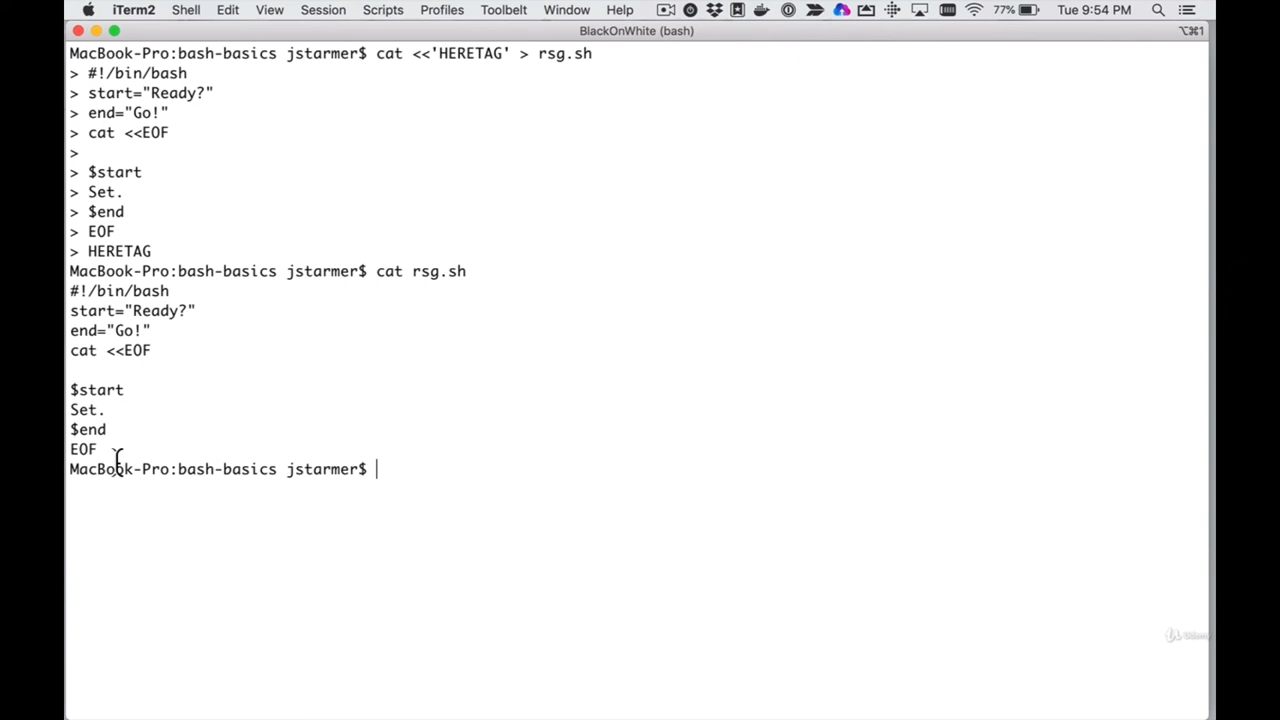 iTerm2 Shell Edit View Session Scripts Profiles Toolbelt Window Help 77% Tue 9:54 PM
BlackOnWhite (bash) ⌥⌘1
MacBook-Pro:bash-basics jstarmer$ cat <<'HERETAG' > rsg.sh
> #!/bin/bash
> start="Ready?"
> end="Go!"
> cat <<EOF
>
> $start
> Set.
> $end
> EOF
> HERETAG
MacBook-Pro:bash-basics jstarmer$ cat rsg.sh
#!/bin/bash
start="Ready?"
end="Go!"
cat <<EOF

$start
Set.
$end
EOF
MacBook-Pro:bash-basics jstarmer$
Udemy